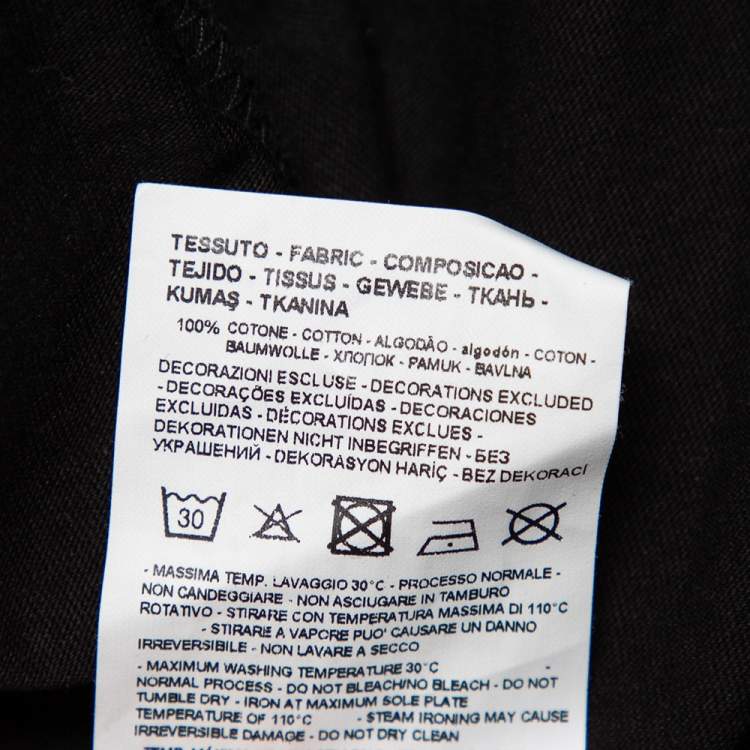 TESSUTO - FABRIC - COMPOSICAO -
TEJIDO - TISSUS - GEWEBE - ТКАНЬ -
KUMAŞ - TKANINA
100% COTONE - COTTON - ALGODÃO - algodón - COTON -
BAUMWOLLE - ХЛОПОК - PAMUK - BAVLNA
DECORAZIONI ESCLUSE - DECORATIONS EXCLUDED
- DECORAÇÕES EXCLUÍDAS - DECORACIONES
EXCLUIDAS - DÉCORATIONS EXCLUES -
DEKORATIONEN NICHT INBEGRIFFEN - БЕЗ
УКРАШЕНИЙ - DEKORASYON HARİÇ - BEZ DEKORACÍ
30
- MASSIMA TEMP. LAVAGGIO 30°C - PROCESSO NORMALE -
NON CANDEGGIARE - NON ASCIUGARE IN TAMBURO
ROTATIVO - STIRARE CON TEMPERATURA MASSIMA DI 110°C
- STIRARE A VAPORE PUO' CAUSARE UN DANNO
IRREVERSIBILE - NON LAVARE A SECCO
- MAXIMUM WASHING TEMPERATURE 30°C -
NORMAL PROCESS - DO NOT BLEACH/NO BLEACH - DO NOT
TUMBLE DRY - IRON AT MAXIMUM SOLE PLATE
TEMPERATURE OF 110°C - STEAM IRONING MAY CAUSE
IRREVERSIBLE DAMAGE - DO NOT DRY CLEAN